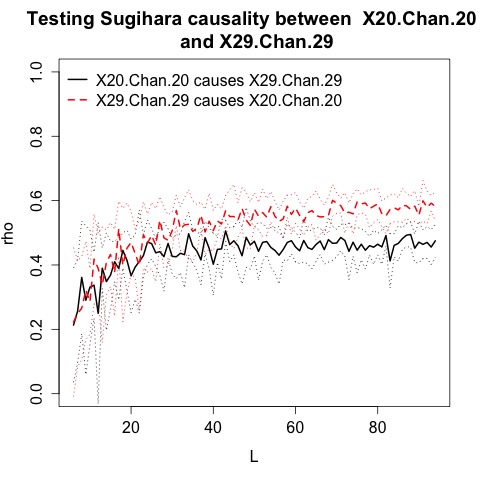 Testing Sugihara causality between  X20.Chan.20
and X29.Chan.29
X20.Chan.20 causes X29.Chan.29
X29.Chan.29 causes X20.Chan.20
1.0
0.8
0.6
0.4
0.2
0.0
rho
20
40
60
80
L